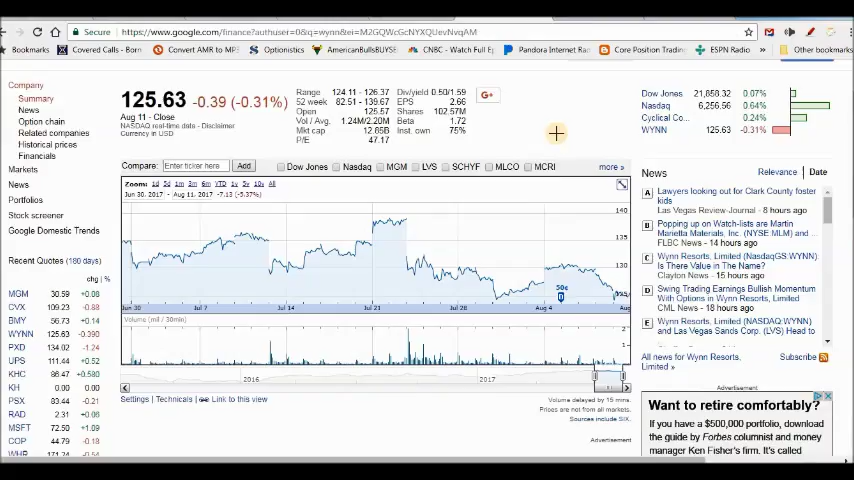 Secure
https://www.google.com/finance?authuser=0&q=wynn&ei=M2GQWcGcNYXQUevNvqAM
Bookmarks
Covered Calls - Born
Convert AMR to MP3
Optionistics
AmericanBullsBUYSE
CNBC - Watch Full Ep
Pandora Internet Rad
Core Position Trading
ESPN Radio
»
Other bookmarks
Company
Summary
News
Option chain
Related companies
Historical prices
Financials
Markets
News
Portfolios
Stock screener
Google Domestic Trends
Recent Quotes (180 days)
chg | %
MGM 30.59 +0.08
CVX 109.23 -0.88
BMY 56.73 +0.14
WYNN 125.63 -0.390
PXD 134.02 -1.24
UPS 111.44 +0.52
KHC 86.47 +0.580
KH 0.00 0.00
PSX 83.44 -0.21
RAD 2.31 +0.06
MSFT 72.50 +1.09
COP 44.79 -0.18
WHR 171.74
125.63 -0.39 (-0.31%)
Aug 11 - Close
NASDAQ real-time data - Disclaimer
Currency in USD
Range 124.11 - 126.37
52 week 82.51 - 139.67
Open 125.57
Vol / Avg. 1.24M/2.20M
Mkt cap 12.85B
P/E 47.17
Div/yield 0.50/1.59
EPS 2.66
Shares 102.57M
Beta 1.72
Inst. own 75%
G+
Dow Jones 21,858.32 0.07%
Nasdaq 6,256.56 0.64%
Cyclical Co... 0.24%
WYNN 125.63 -0.31%
Compare: Enter ticker here Add Dow Jones Nasdaq MGM LVS SCHYF MLCO MCRI more »
Zoom: 1d 5d 1m 3m 6m YTD 1y 5y 10y All
Jun 30, 2017 - Aug 11, 2017 -7.13 (-5.37%)
140
135
130
125
50¢
D
Jun 30 Jul 7 Jul 14 Jul 21 Jul 28 Aug 4
Volume (mil / 30min)
2
1
2016 2017
Settings | Technicals | Link to this view
Volume delayed by 15 mins.
Prices are not from all markets.
Sources include SIX.
Advertisement
News Relevance | Date
A Lawyers looking out for Clark County foster
kids
Las Vegas Review-Journal - 8 hours ago
B Popping up on Watch-lists are Martin
Marietta Materials, Inc. (NYSE MLM) and ...
FLBC News - 14 hours ago
C Wynn Resorts, Limited (NasdaqGS:WYNN):
Is There Value in The Name?
Clayton News - 15 hours ago
D Swing Trading Earnings Bullish Momentum
With Options in Wynn Resorts, Limited
CML News - 18 hours ago
E Wynn Resorts, Limited (NASDAQ:WYNN)
and Las Vegas Sands Corp. (LVS) Head to
All news for Wynn Resorts,
Limited »
Subscribe
Advertisement
Want to retire comfortably?
If you have a $500,000 portfolio, download
the guide by Forbes columnist and money
manager Ken Fisher's firm. It's called